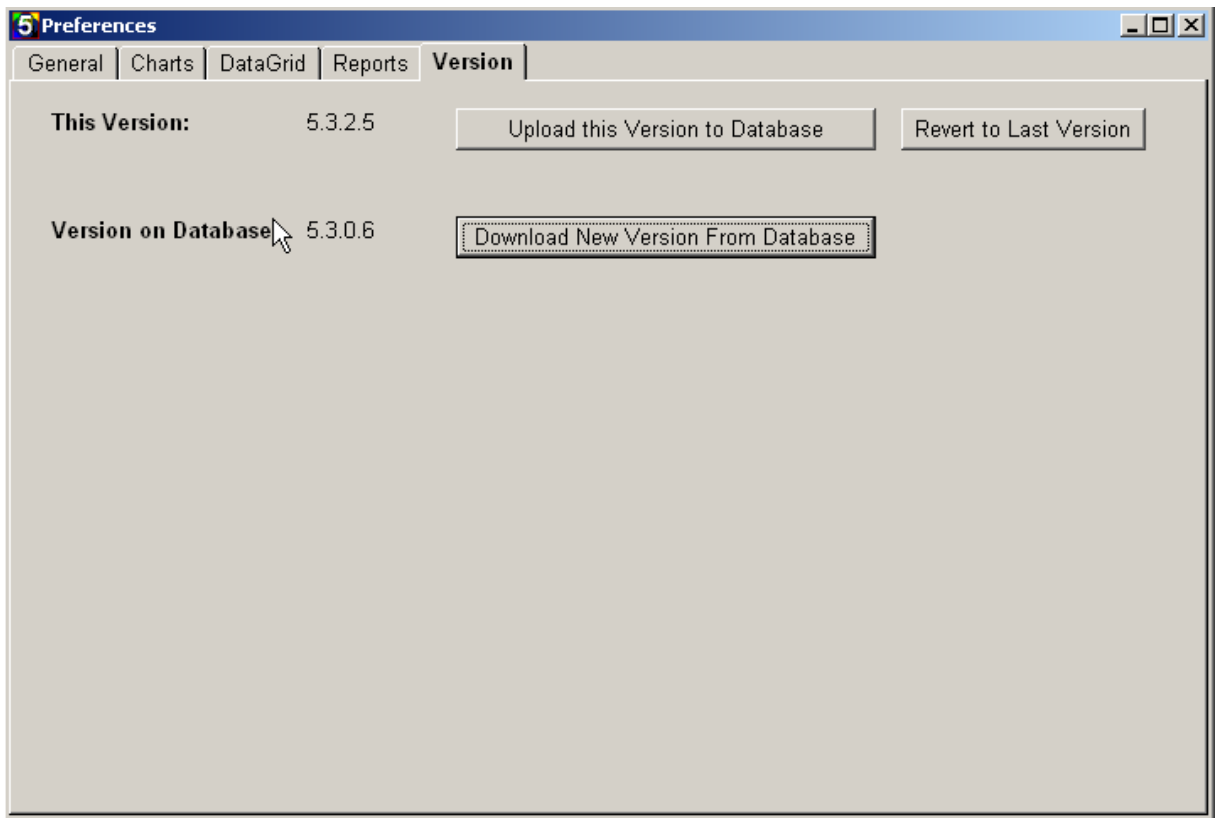 5 Preferences
General Charts DataGrid Reports Version
This Version: 5.3.2.5 Upload this Version to Database Revert to Last Version
Version on Database 5.3.0.6 Download New Version From Database